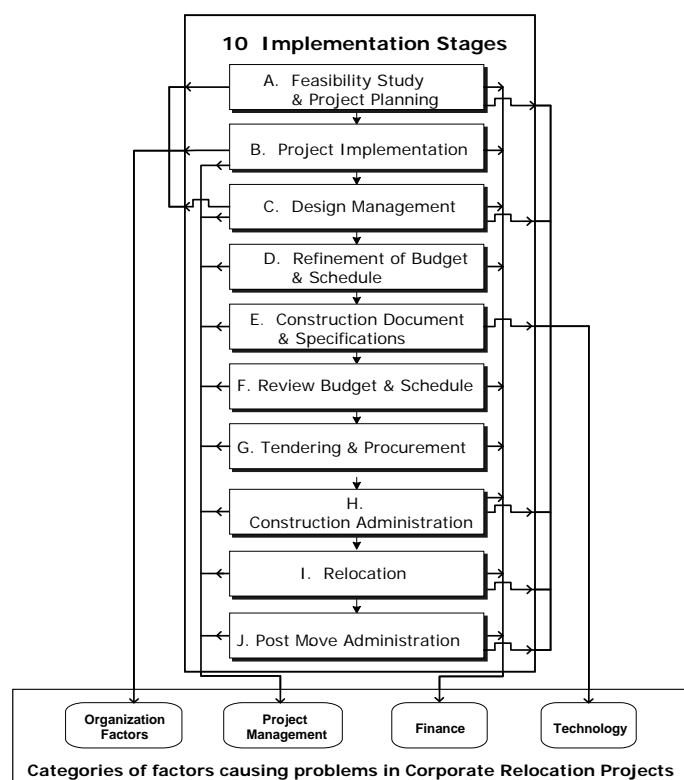 10 Implementation Stages
A. Feasibility Study
& Project Planning
B. Project Implementation
C. Design Management
D. Refinement of Budget
& Schedule
E. Construction Document
& Specifications
F. Review Budget & Schedule
G. Tendering & Procurement
H.
Construction Administration
I. Relocation
J. Post Move Administration
Organization
Factors
Project
Management
Finance
Technology
Categories of factors causing problems in Corporate Relocation Projects